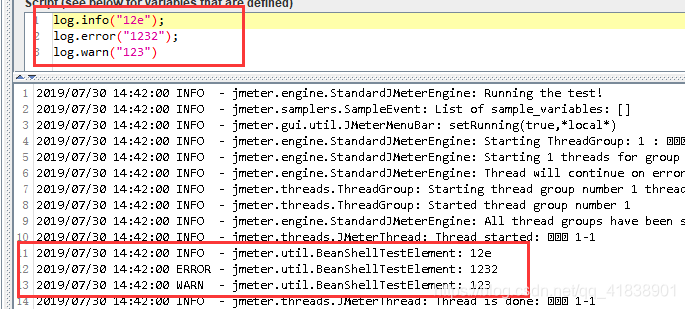 Script (see below for variables that are defined)
1 log.info("12e");
2 log.error("1232");
3 log.warn("123")
1 2019/07/30 14:42:00 INFO - jmeter.engine.StandardJMeterEngine: Running the test!
2 2019/07/30 14:42:00 INFO - jmeter.samplers.SampleEvent: List of sample_variables: []
3 2019/07/30 14:42:00 INFO - jmeter.gui.util.JMeterMenuBar: setRunning(true,*local*)
4 2019/07/30 14:42:00 INFO - jmeter.engine.StandardJMeterEngine: Starting ThreadGroup: 1 : □□□
5 2019/07/30 14:42:00 INFO - jmeter.engine.StandardJMeterEngine: Starting 1 threads for group
6 2019/07/30 14:42:00 INFO - jmeter.engine.StandardJMeterEngine: Thread will continue on error
7 2019/07/30 14:42:00 INFO - jmeter.threads.ThreadGroup: Starting thread group number 1 thread
8 2019/07/30 14:42:00 INFO - jmeter.threads.ThreadGroup: Started thread group number 1
9 2019/07/30 14:42:00 INFO - jmeter.engine.StandardJMeterEngine: All thread groups have been s
10 2019/07/30 14:42:00 INFO - jmeter.threads.JMeterThread: Thread started: □□□ 1-1
11 2019/07/30 14:42:00 INFO - jmeter.util.BeanShellTestElement: 12e
12 2019/07/30 14:42:00 ERROR - jmeter.util.BeanShellTestElement: 1232
13 2019/07/30 14:42:00 WARN - jmeter.util.BeanShellTestElement: 123
14 2019/07/30 14:42:00 INFO - jmeter.threads.JMeterThread: Thread is done: □□□ 1-1